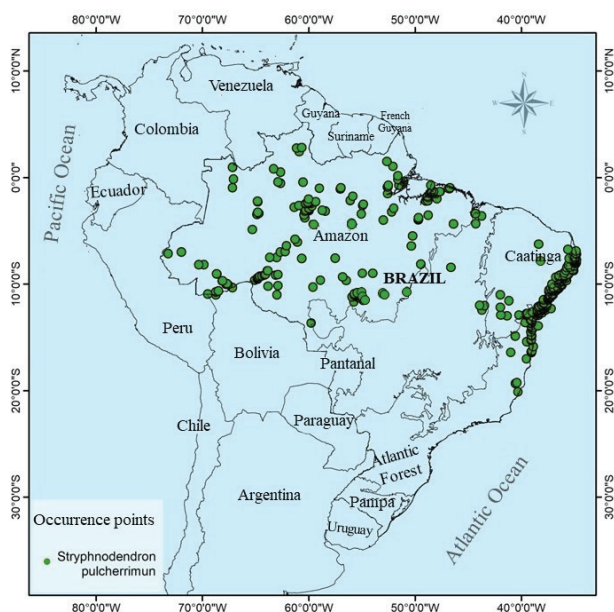 80°0'0"W 70°0'0"W 60°0'0"W 50°0'0"W 40°0'0"W
10°0'0"N
0°0'0"
10°0'0"S
20°0'0"S
30°0'0"S
Pacific Ocean
Venezuela
Guyana
French
Guyana
Suriname
Colombia
Ecuador
Amazon
Caatinga
BRAZIL
Peru
Bolivia
Pantanal
Paraguay
Chile
Atlantic
Forest
Argentina
Pampa
Uruguay
Atlantic Ocean
Occurrence points
Stryphnodendron
pulcherrimun
10°0'0"N
0°0'0"
10°0'0"S
20°0'0"S
30°0'0"S
80°0'0"W 70°0'0"W 60°0'0"W 50°0'0"W 40°0'0"W